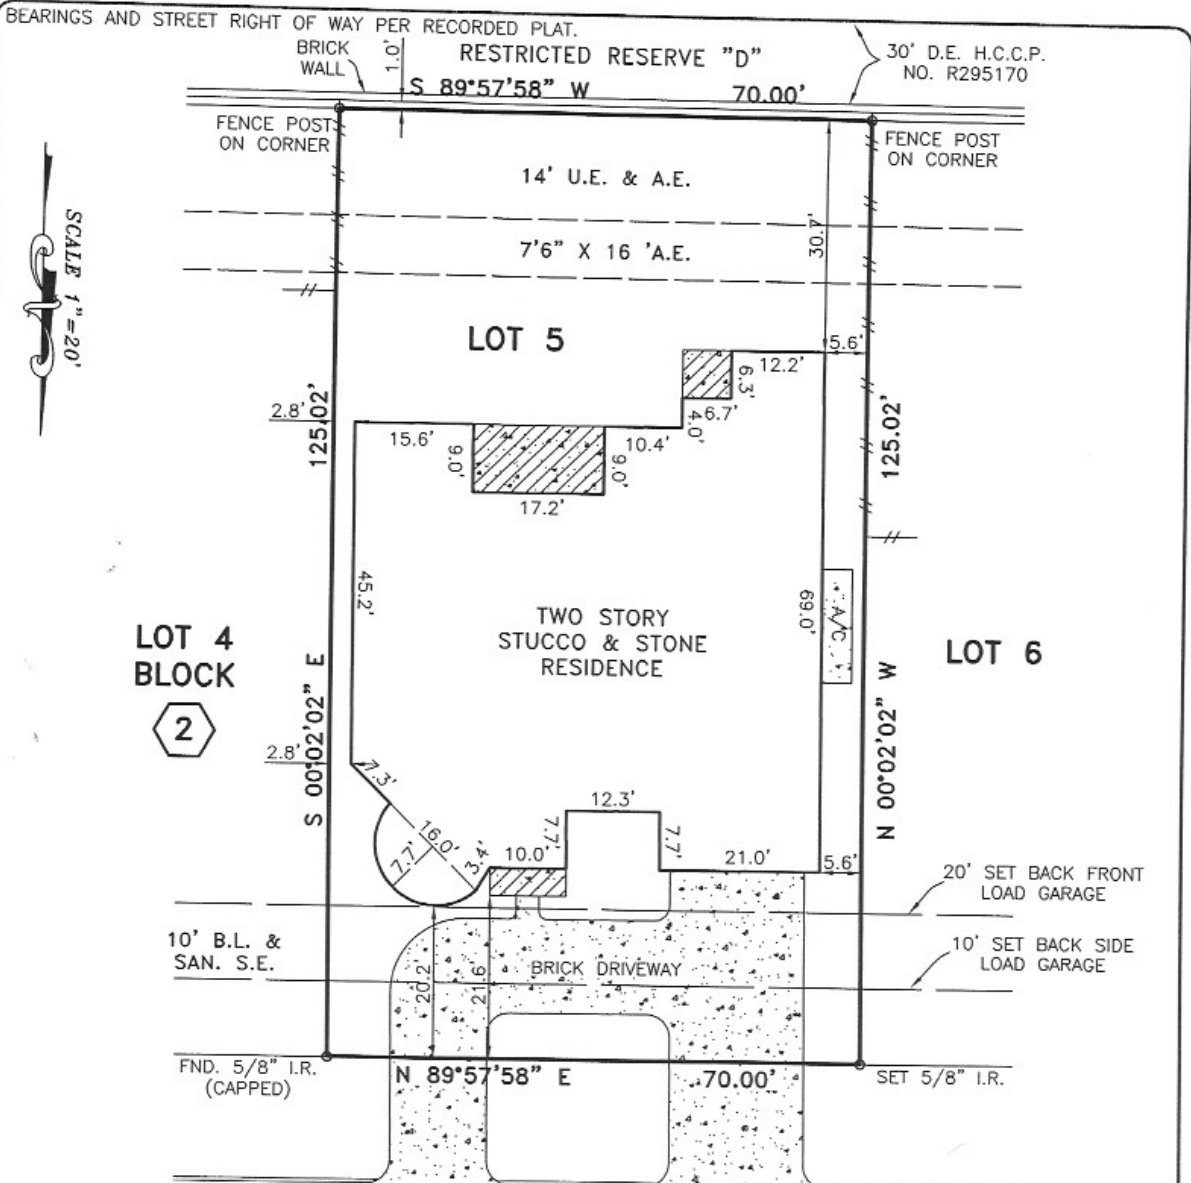 BEARINGS AND STREET RIGHT OF WAY PER RECORDED PLAT.
BRICK
WALL
1.0'
RESTRICTED RESERVE "D"
30' D.E. H.C.C.P.
NO. R295170
S 89°57'58" W 70.00'
FENCE POST
ON CORNER
FENCE POST
ON CORNER
14' U.E. & A.E.
SCALE 1"=20'
7'6" X 16 'A.E.
30.7'
LOT 5
5.6'
12.2'
6.3'
6.7'
4.0'
2.8'
125.02'
15.6'
9.0'
17.2'
9.0'
10.4'
125.02'
45.2'
TWO STORY
STUCCO & STONE
RESIDENCE
69.0'
A/C
LOT 4
BLOCK
2
LOT 6
S 00°02'02" E
N 00°02'02" W
2.8'
7.3'
16.0'
7.7'
3.4'
10.0'
7.7'
12.3'
7.7'
21.0'
5.6'
20' SET BACK FRONT
LOAD GARAGE
10' B.L. &
SAN. S.E.
20.2
21.6
BRICK DRIVEWAY
10' SET BACK SIDE
LOAD GARAGE
FND. 5/8" I.R.
(CAPPED)
N 89°57'58" E 70.00'
SET 5/8" I.R.